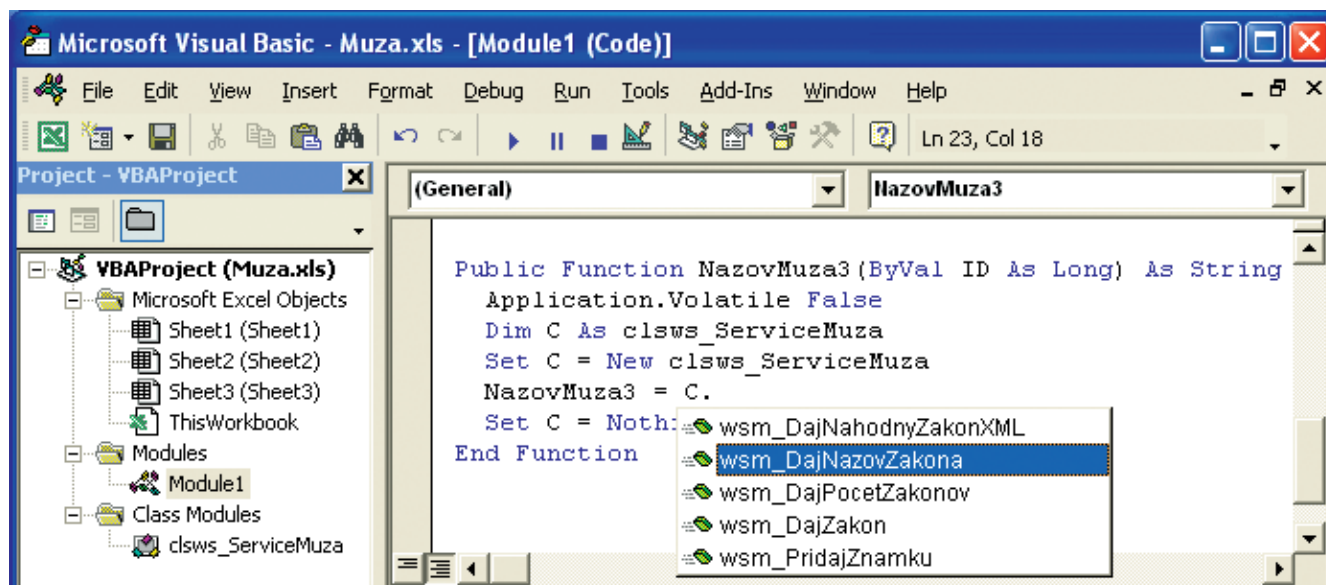 Microsoft Visual Basic - Muza.xls - [Module1 (Code)]
File Edit View Insert Format Debug Run Tools Add-Ins Window Help
Ln 23, Col 18
Project - VBAProject
(General)
NazovMuza3
VBAProject (Muza.xls)
Microsoft Excel Objects
Sheet1 (Sheet1)
Sheet2 (Sheet2)
Sheet3 (Sheet3)
ThisWorkbook
Modules
Module1
Class Modules
clsws_ServiceMuza
Public Function NazovMuza3(ByVal ID As Long) As String
Application.Volatile False
Dim C As clsws_ServiceMuza
Set C = New clsws_ServiceMuza
NazovMuza3 = C.
Set C = Noth
End Function
wsm_DajNahodnyZakonXML
wsm_DajNazovZakona
wsm_DajPocetZakonov
wsm_DajZakon
wsm_PridajZnamku